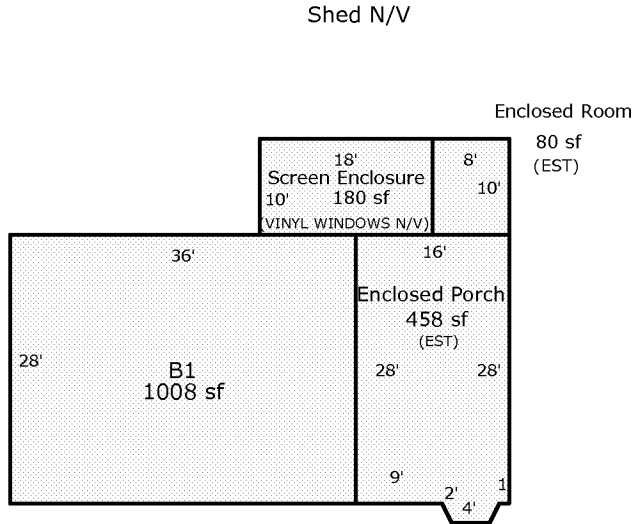 Shed N/V
Enclosed Room
80 sf
(EST)
18'
8'
Screen Enclosure
10'
180 sf
10'
(VINYL WINDOWS N/V)
36'
16'
Enclosed Porch
458 sf
(EST)
28'
28'
28'
B1
1008 sf
9'
2'
1
4'